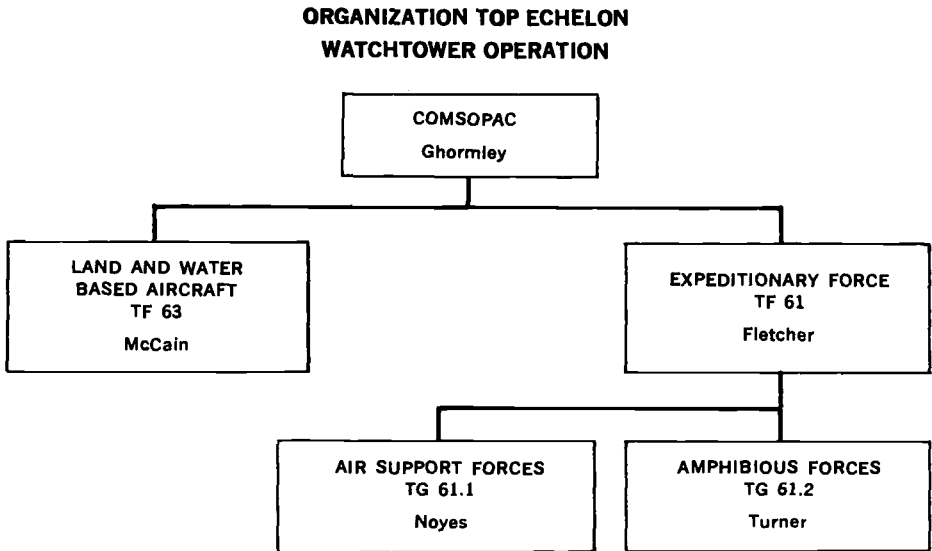 ORGANIZATION TOP ECHELON
WATCHTOWER OPERATION
COMSOPAC
Ghormley
LAND AND WATER
BASED AIRCRAFT
TF 63
McCain
EXPEDITIONARY FORCE
TF 61
Fletcher
AIR SUPPORT FORCES
TG 61.1
Noyes
AMPHIBIOUS FORCES
TG 61.2
Turner